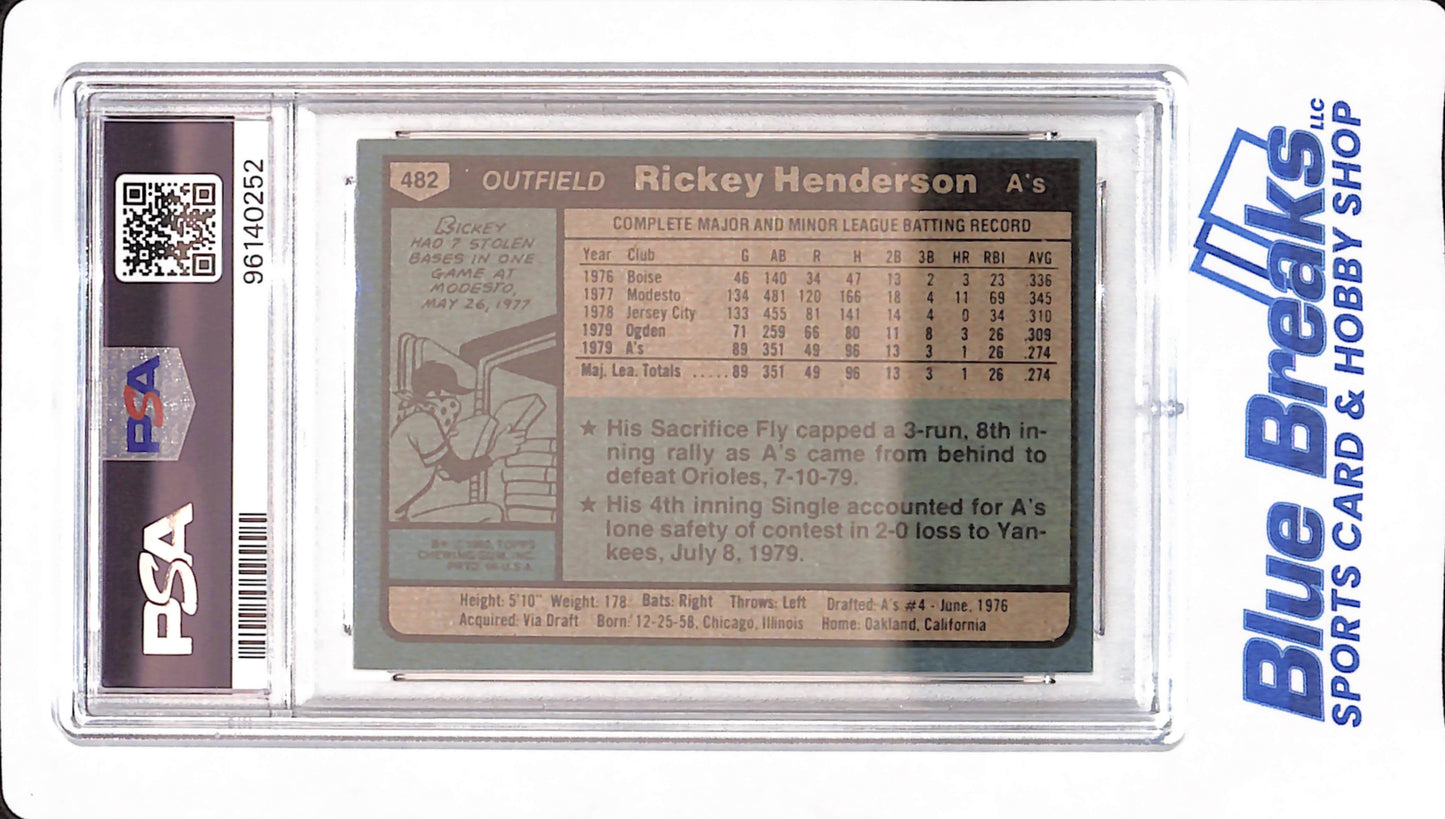 482 OUTFIELD Rickey Henderson A's
RICKEY
HAD 7 STOLEN
BASES IN ONE
GAME AT
MODESTO,
MAY 26, 1977
COMPLETE MAJOR AND MINOR LEAGUE BATTING RECORD
Year Club G AB R H 2B 3B HR RBI AVG
1976 Boise 46 140 34 47 13 2 3 23 .336
1977 Modesto 134 481 120 166 18 4 11 69 .345
1978 Jersey City 133 455 81 141 14 4 0 34 .310
1979 Ogden 71 259 66 80 11 8 3 26 .309
1979 A's 89 351 49 96 13 3 1 26 .274
Maj. Lea. Totals .....89 351 49 96 13 3 1 26 .274
★ His Sacrifice Fly capped a 3-run, 8th in-
ning rally as A's came from behind to
defeat Orioles, 7-10-79.
★ His 4th inning Single accounted for A's
lone safety of contest in 2-0 loss to Yan-
kees, July 8, 1979.
© 1980 TOPPS
CHEWING GUM, INC.
PRTD. IN U.S.A.
Height: 5'10" Weight: 178 Bats: Right Throws: Left Drafted: A's #4 - June, 1976
Acquired: Via Draft Born: 12-25-58, Chicago, Illinois Home: Oakland, California
96140252
PSA
PSA
Blue Breaks LLC
SPORTS CARD & HOBBY SHOP